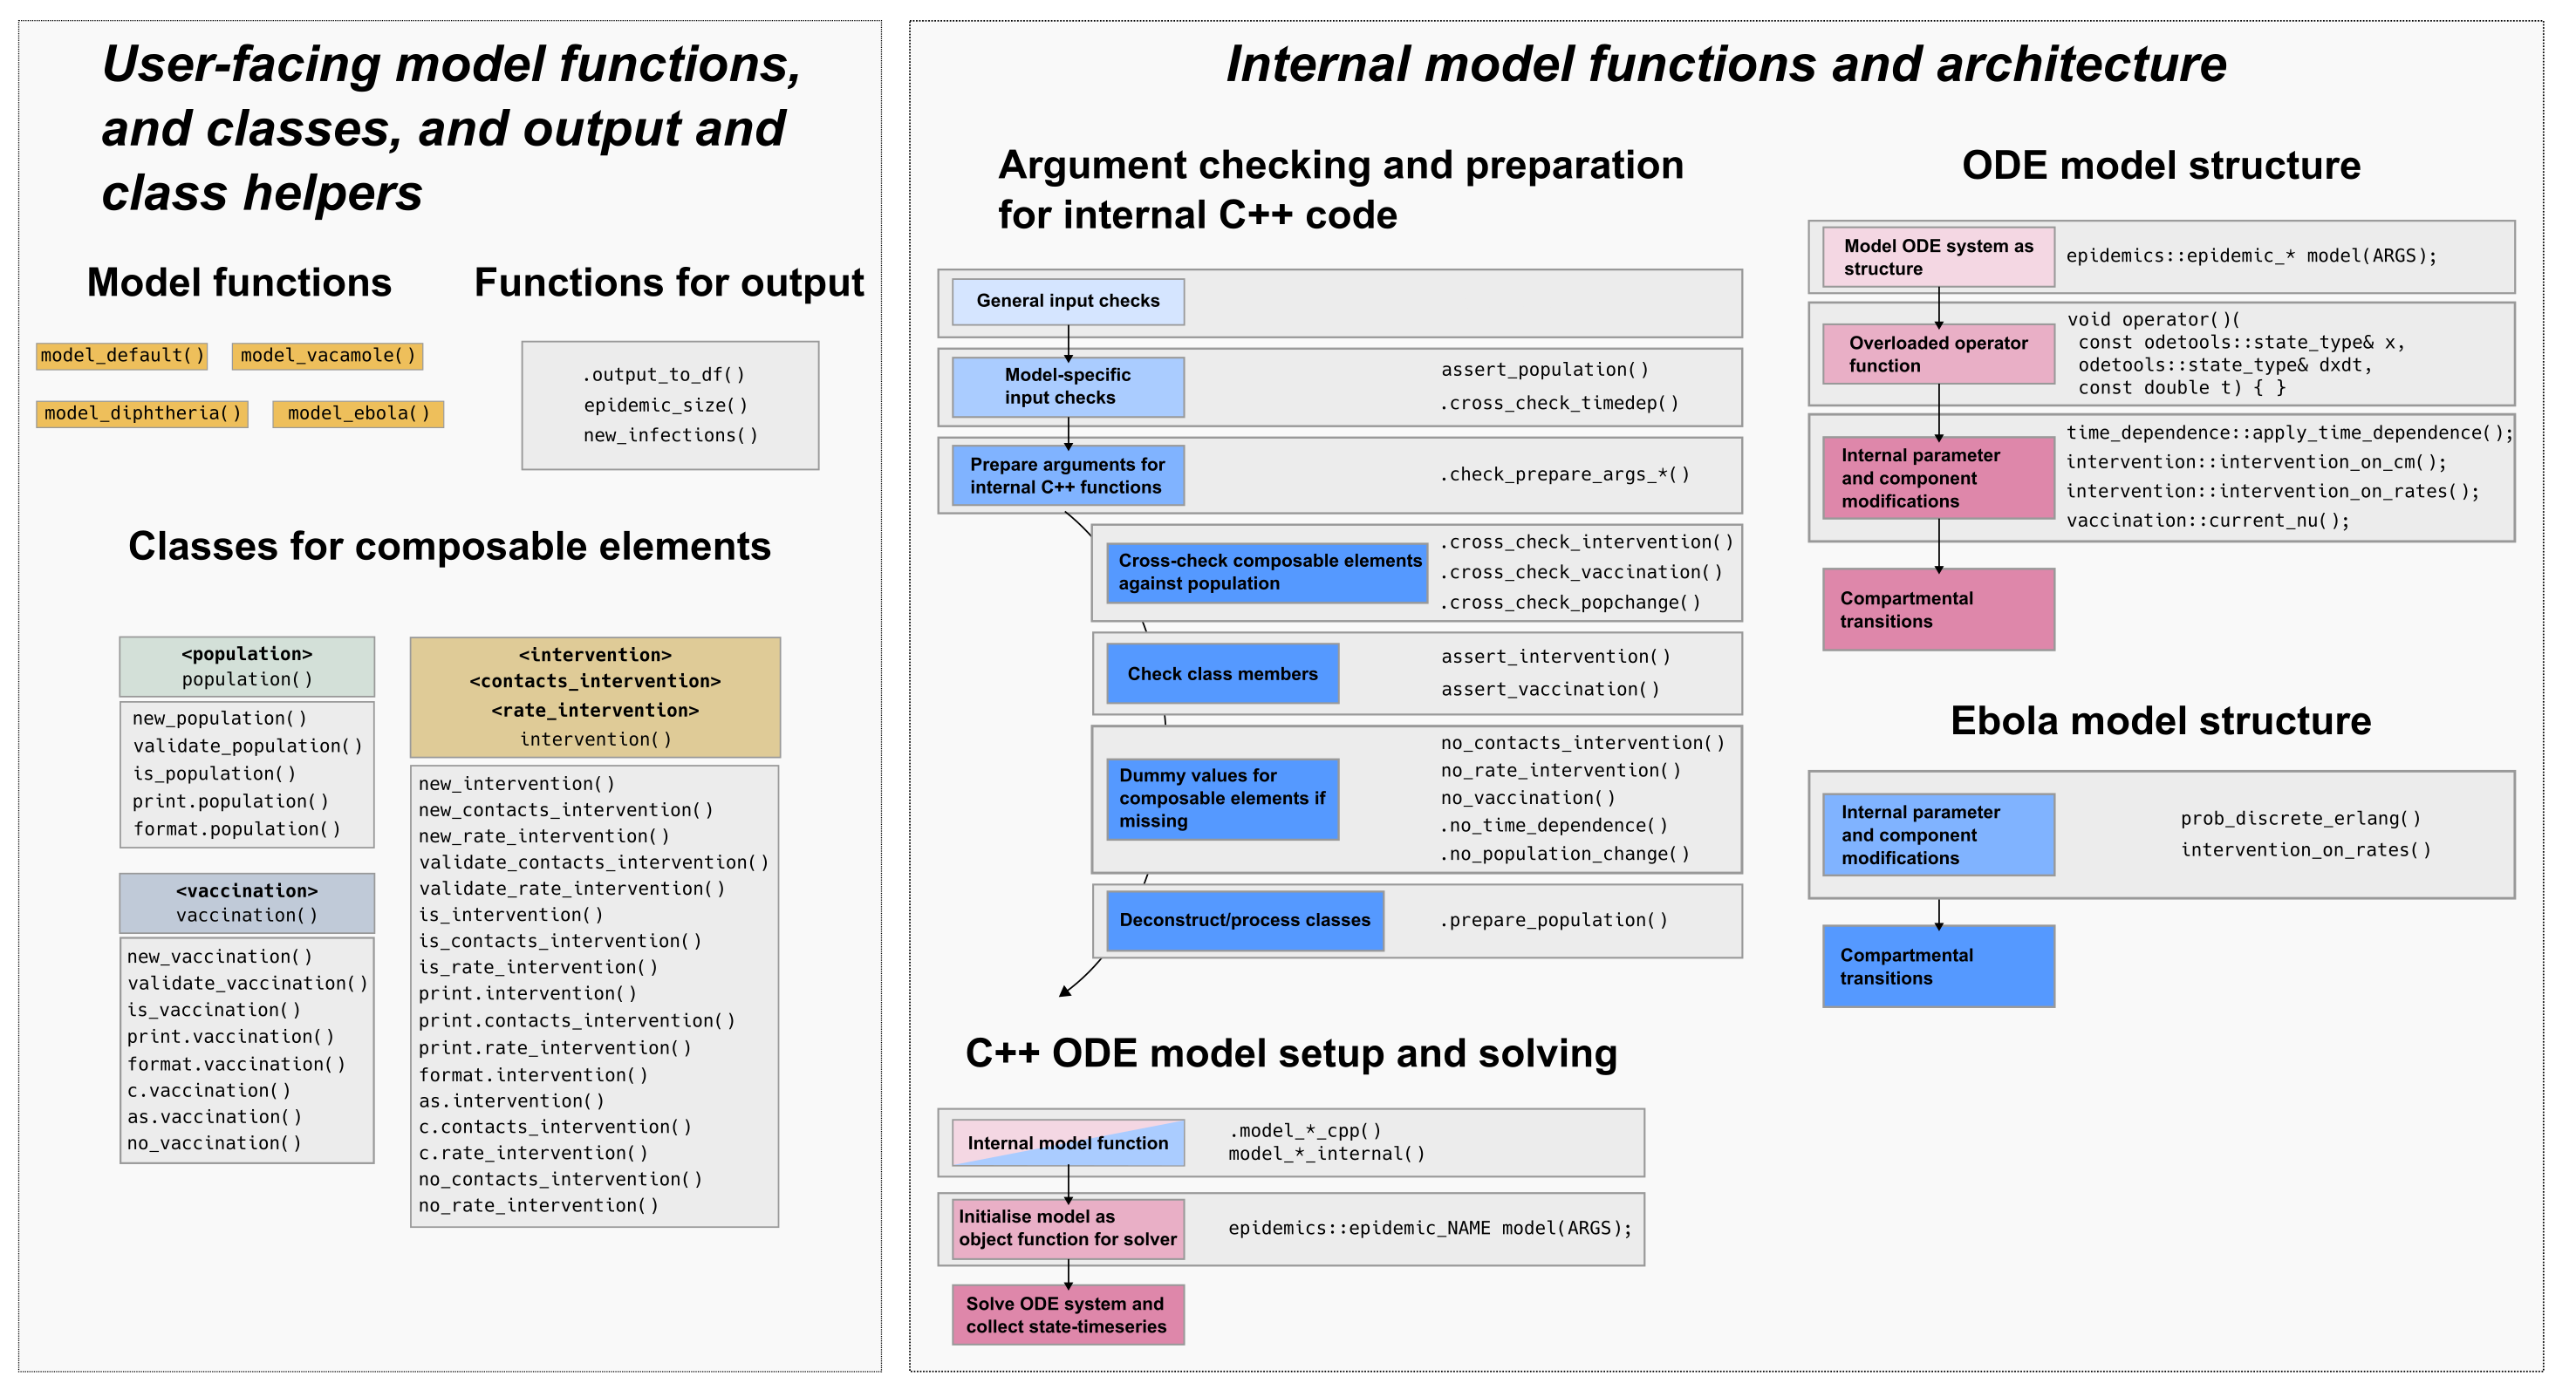 User-facing model functions,
and classes, and output and
class helpers
Model functions
model_default()
model_vacamole()
model_diphtheria()
model_ebola()
Functions for output
.output_to_df()
epidemic_size()
new_infections()
Classes for composable elements
<population>
population()
new_population()
validate_population()
is_population()
print.population()
format.population()
<vaccination>
vaccination()
new_vaccination()
validate_vaccination()
is_vaccination()
print.vaccination()
format.vaccination()
c.vaccination()
as.vaccination()
no_vaccination()
<intervention>
<contacts_intervention>
<rate_intervention>
intervention()
new_intervention()
new_contacts_intervention()
new_rate_intervention()
validate_contacts_intervention()
validate_rate_intervention()
is_intervention()
is_contacts_intervention()
is_rate_intervention()
print.intervention()
print.contacts_intervention()
print.rate_intervention()
format.intervention()
as.intervention()
c.contacts_intervention()
c.rate_intervention()
no_contacts_intervention()
no_rate_intervention()
Internal model functions and architecture
Argument checking and preparation
for internal C++ code
General input checks
Model-specific
input checks
assert_population()
.cross_check_timedep()
Prepare arguments for
internal C++ functions
.check_prepare_args_*()
Cross-check composable elements
against population
.cross_check_intervention()
.cross_check_vaccination()
.cross_check_popchange()
Check class members
assert_intervention()
assert_vaccination()
Dummy values for
composable elements if
missing
no_contacts_intervention()
no_rate_intervention()
no_vaccination()
.no_time_dependence()
.no_population_change()
Deconstruct/process classes
.prepare_population()
C++ ODE model setup and solving
Internal model function
.model_*_cpp()
model_*_internal()
Initialise model as
object function for solver
epidemics::epidemic_NAME model(ARGS);
Solve ODE system and
collect state-timeseries
ODE model structure
Model ODE system as
structure
epidemics::epidemic_* model(ARGS);
Overloaded operator
function
void operator()(
const odetools::state_type& x,
odetools::state_type& dxdt,
const double t) { }
Internal parameter
and component
modifications
time_dependence::apply_time_dependence();
intervention::intervention_on_cm();
intervention::intervention_on_rates();
vaccination::current_nu();
Compartmental
transitions
Ebola model structure
Internal parameter
and component
modifications
prob_discrete_erlang()
intervention_on_rates()
Compartmental
transitions